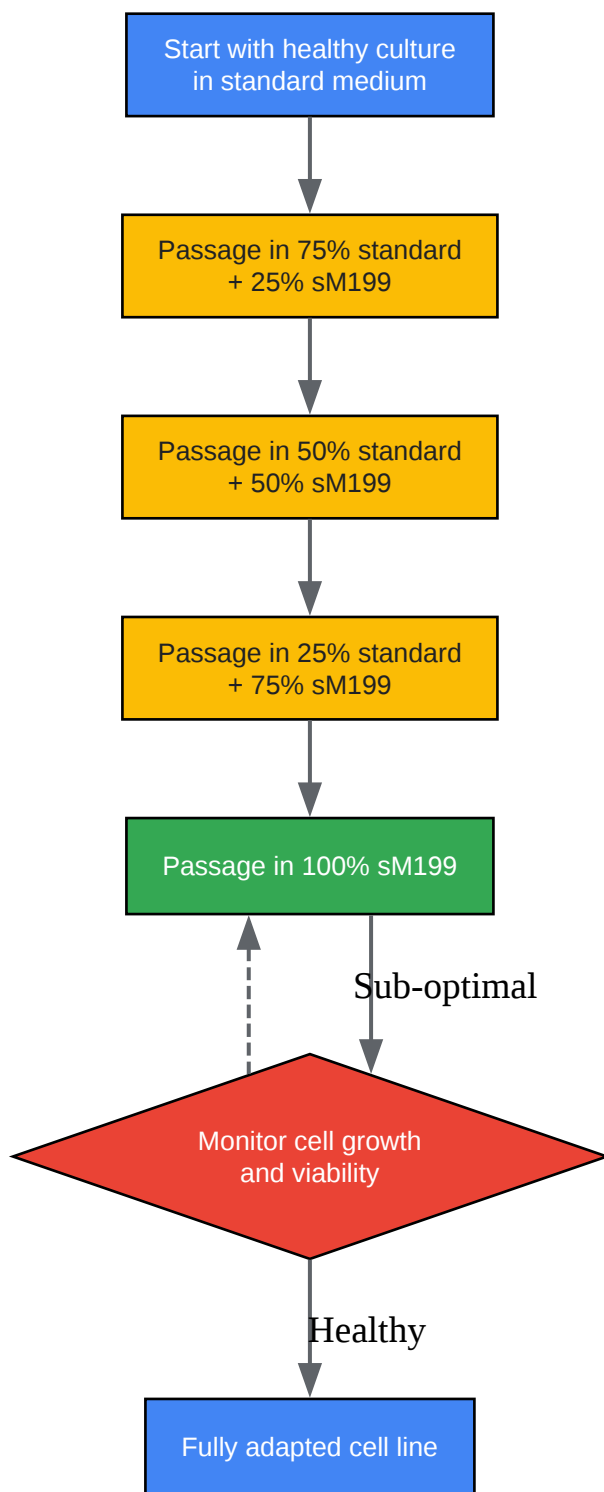 Start with healthy culture
in standard medium
Passage in 75% standard
+ 25% sM199
Passage in 50% standard
+ 50% sM199
Passage in 25% standard
+ 75% sM199
Passage in 100% sM199
Sub-optimal
Monitor cell growth
and viability
Healthy
Fully adapted cell line